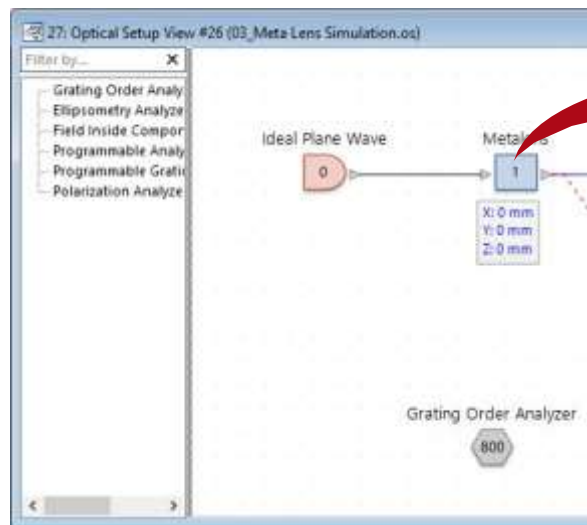 27: Optical Setup View #26 (03_Meta Lens Simulation.os)
Filter by... X
Grating Order Analy
Ellipsometry Analyze
Field Inside Compor
Programmable Analy
Programmable Grati
Polarization Analyze
Ideal Plane Wave
0
1
X: 0 mm
Y: 0 mm
Z: 0 mm
Grating Order Analyzer
800